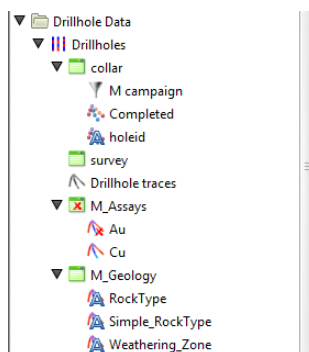 Drillhole Data
Drillholes
collar
M campaign
Completed
holeid
survey
Drillhole traces
M_Assays
Au
Cu
M_Geology
RockType
Simple_RockType
Weathering_Zone